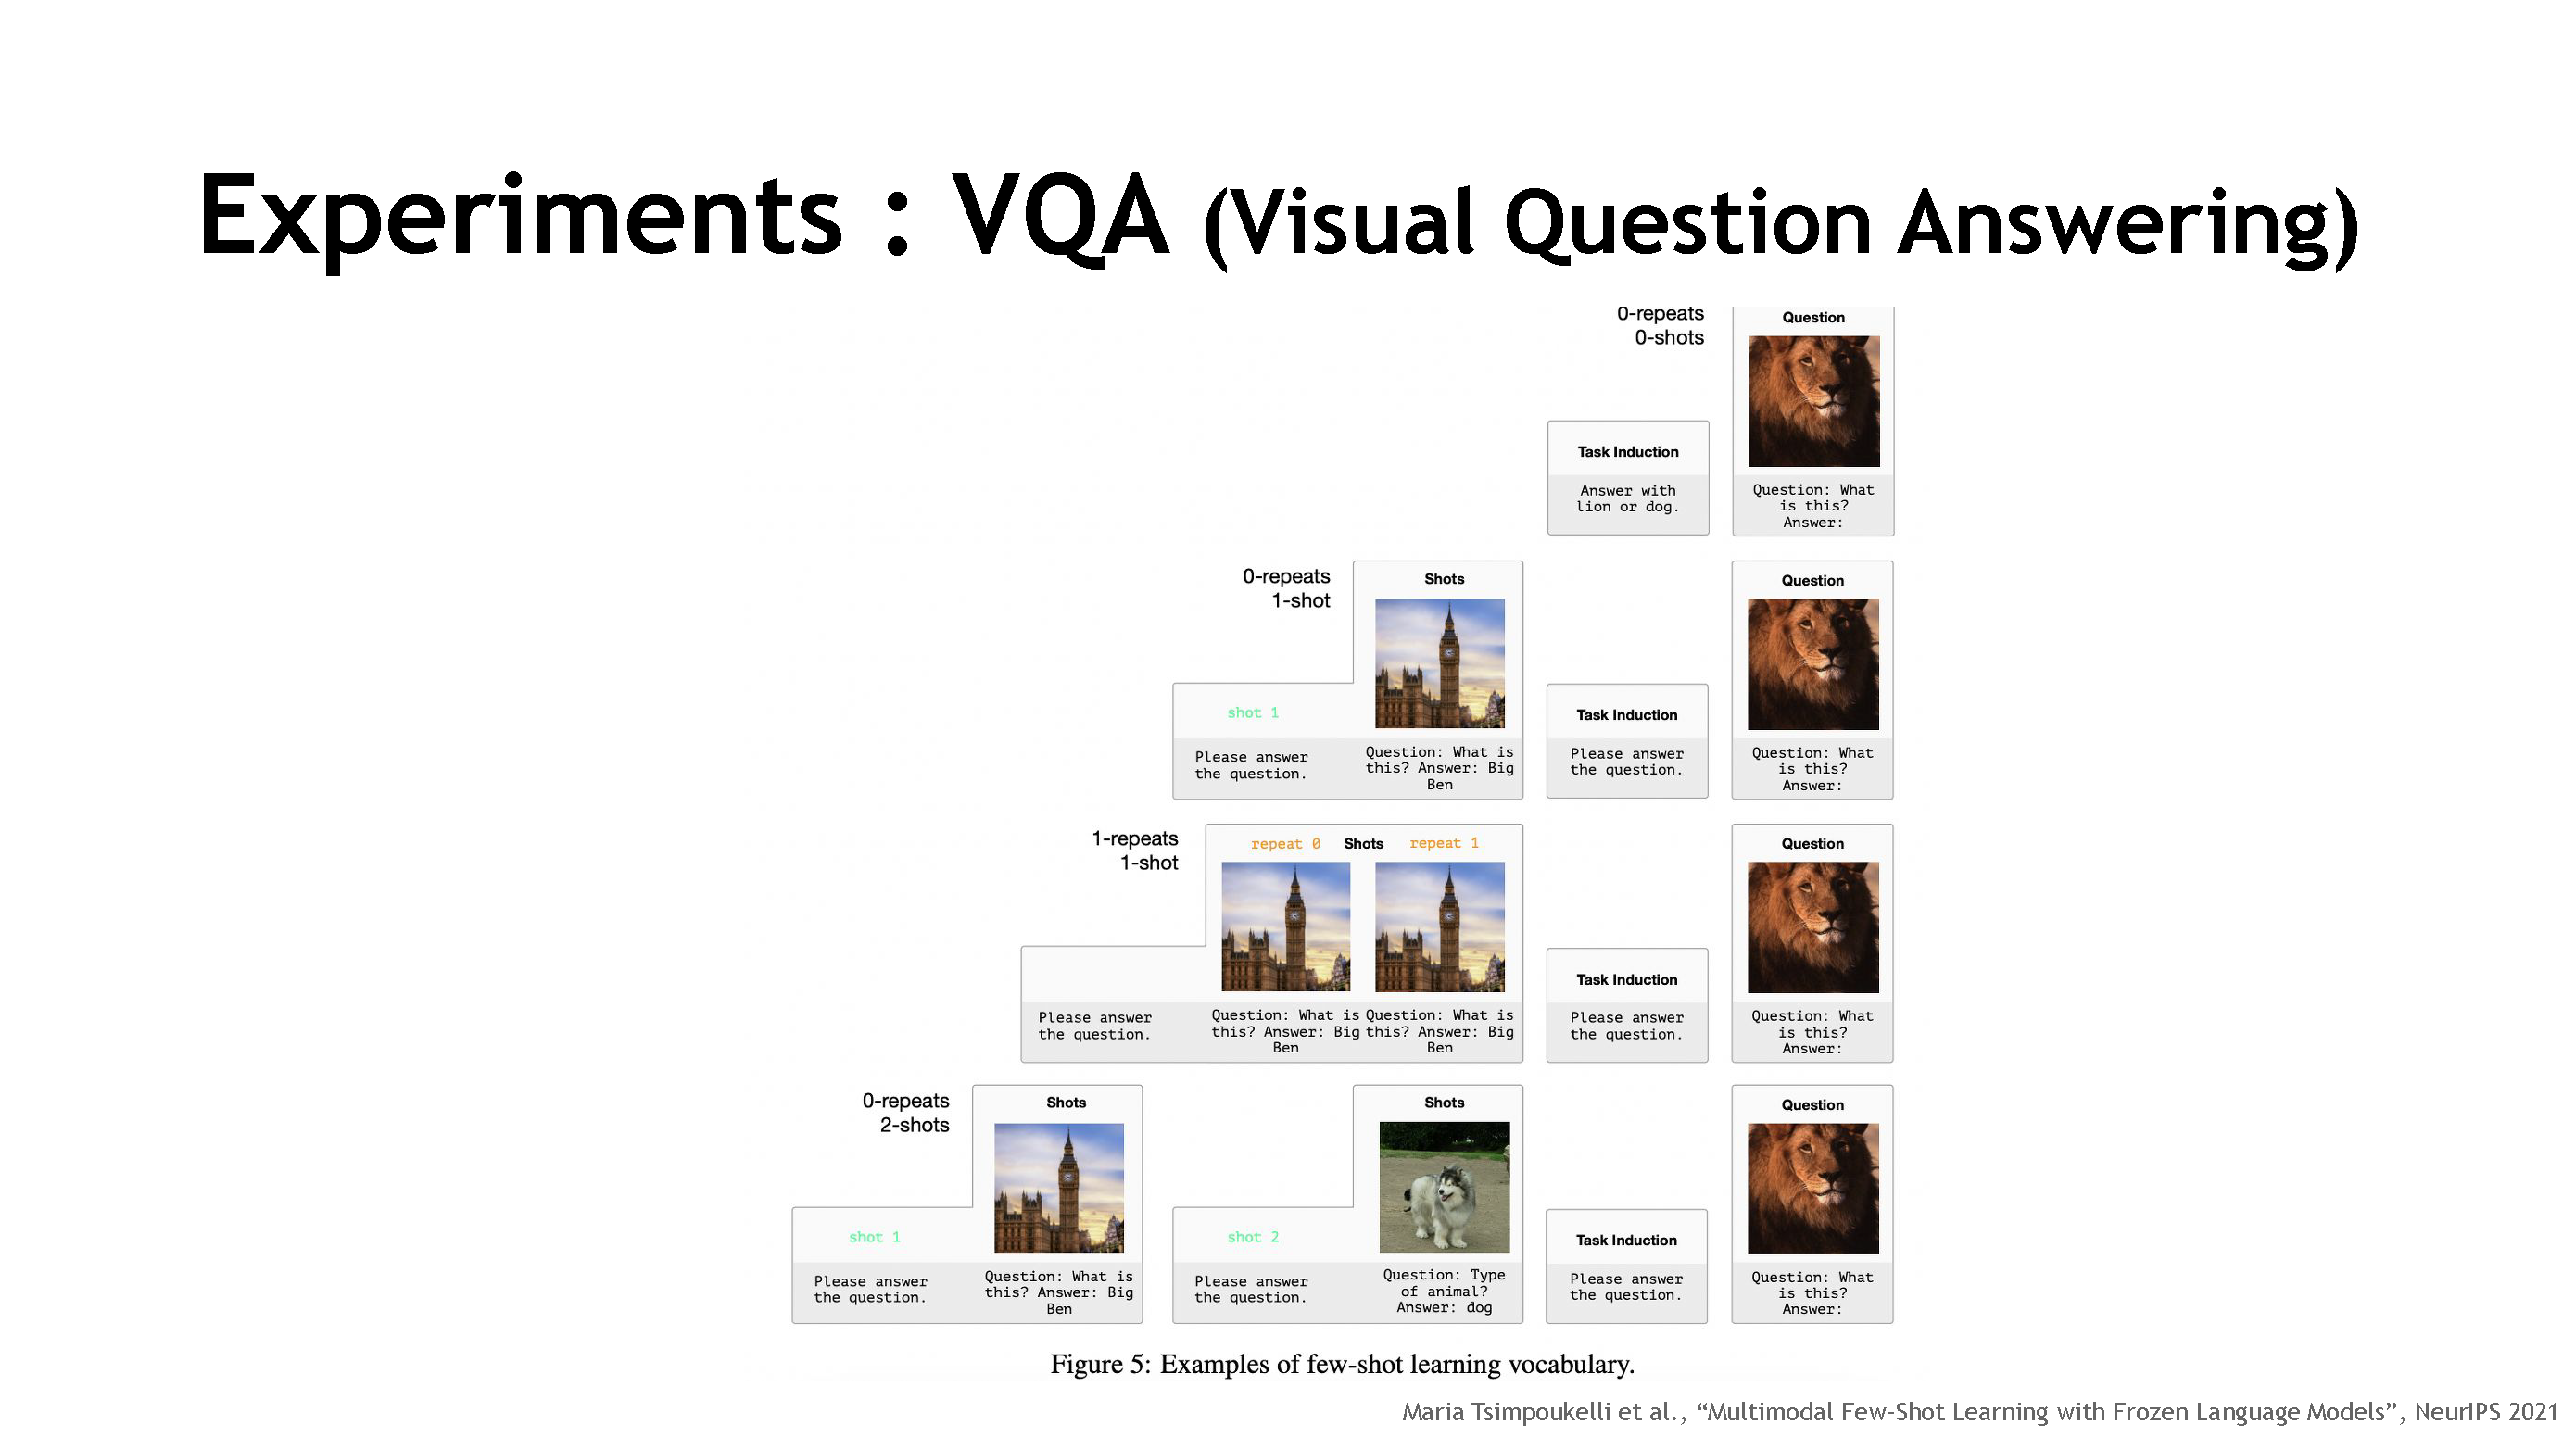 Experiments : VQA (Visual Question Answering)
0-repeats
0-shots
Question
Task Induction
Answer with
lion or dog.
Question: What
is this?
Answer:
0-repeats
1-shot
Shots
Question
shot 1
Task Induction
Please answer
the question.
Question: What is
this? Answer: Big
Ben
Please answer
the question.
Question: What
is this?
Answer:
1-repeats
1-shot
repeat 0 Shots repeat 1
Question
Task Induction
Please answer
the question.
Question: What is
this? Answer: Big
Ben
Question: What is
this? Answer: Big
Ben
Please answer
the question.
Question: What
is this?
Answer:
0-repeats
2-shots
Shots
Shots
Question
shot 1
shot 2
Task Induction
Please answer
the question.
Question: What is
this? Answer: Big
Ben
Please answer
the question.
Question: Type
of animal?
Answer: dog
Please answer
the question.
Question: What
is this?
Answer:
Figure 5: Examples of few-shot learning vocabulary.
Maria Tsimpoukelli et al., “Multimodal Few-Shot Learning with Frozen Language Models”, NeurIPS 2021